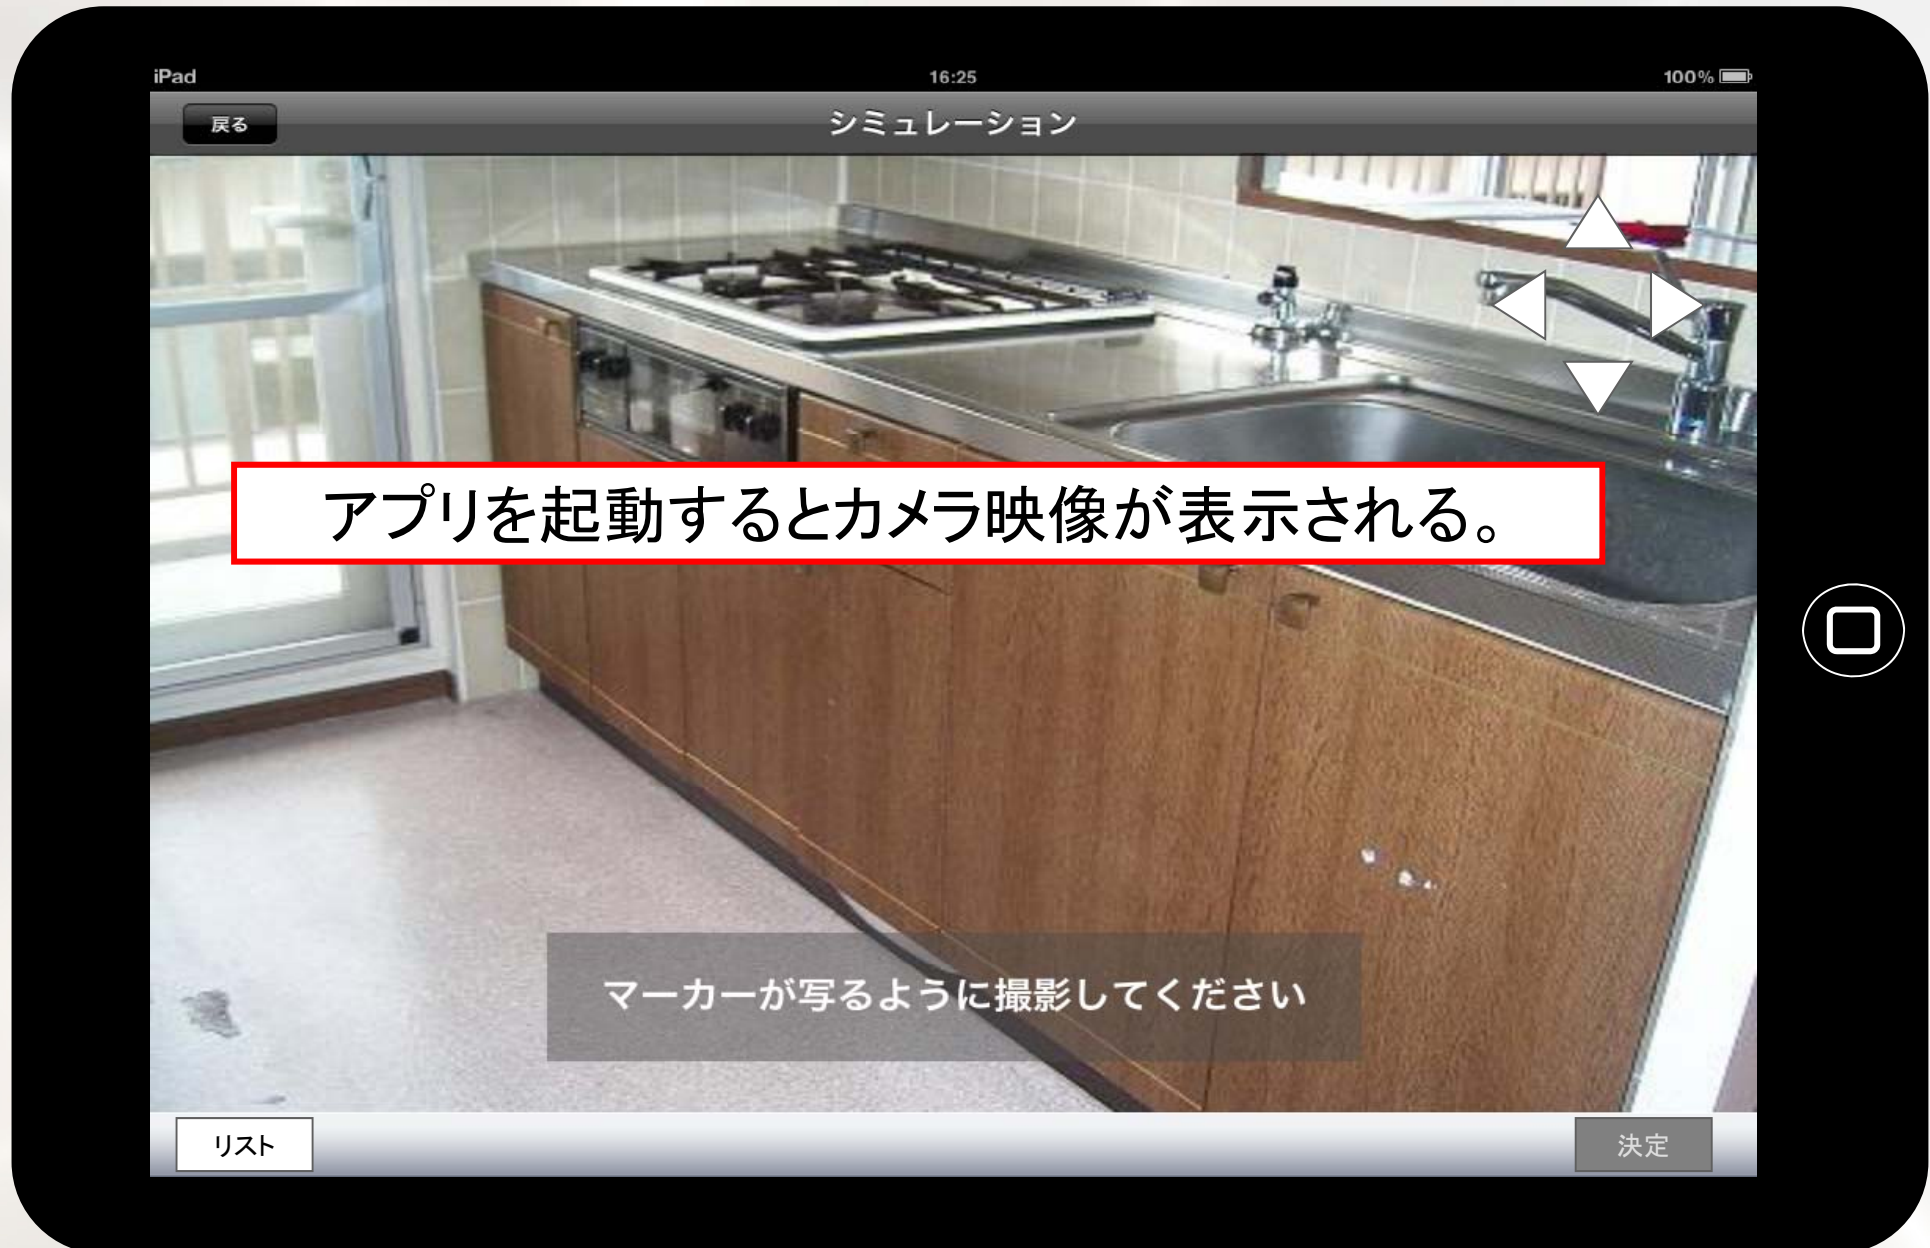 iPad
16:25
100%
戻る
シミュレーション
アプリを起動するとカメラ映像が表示される。
マーカーが写るように撮影してください
リスト
決定